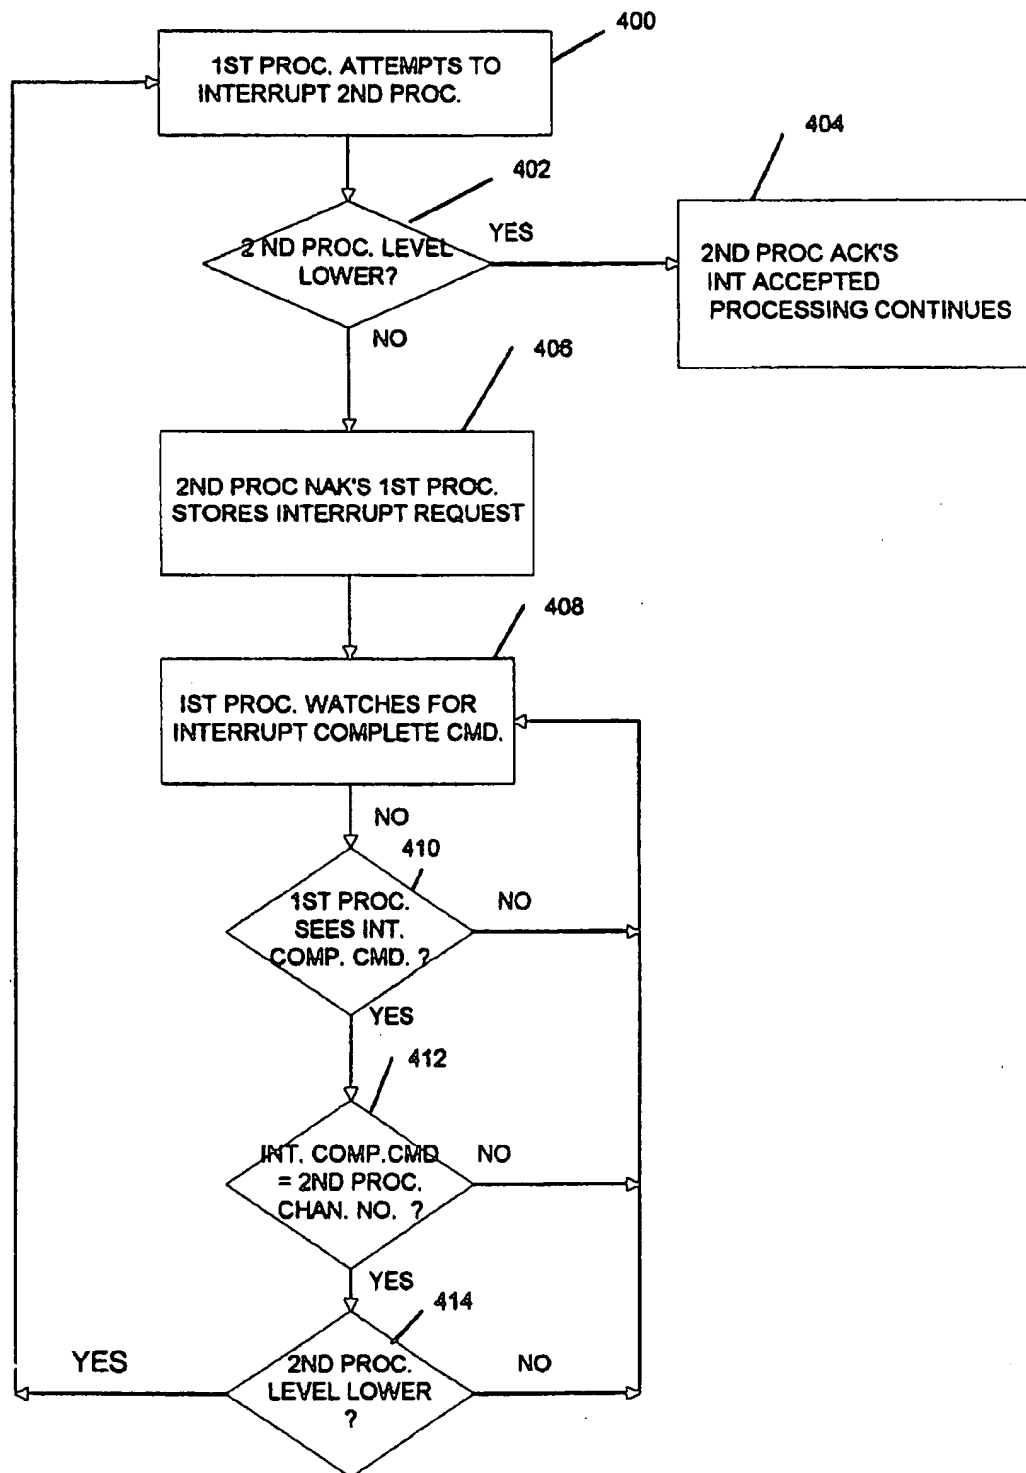 400
1ST PROC. ATTEMPTS TO
INTERRUPT 2ND PROC.
404
402
2 ND PROC. LEVEL
LOWER?
YES
2ND PROC ACK'S
INT ACCEPTED
PROCESSING CONTINUES
NO
406
2ND PROC NAK'S 1ST PROC.
STORES INTERRUPT REQUEST
408
IST PROC. WATCHES FOR
INTERRUPT COMPLETE CMD.
NO
410
1ST PROC.
SEES INT.
COMP. CMD. ?
NO
YES
412
INT. COMP.CMD
= 2ND PROC.
CHAN. NO. ?
NO
YES
414
YES
2ND PROC.
LEVEL LOWER
?
NO